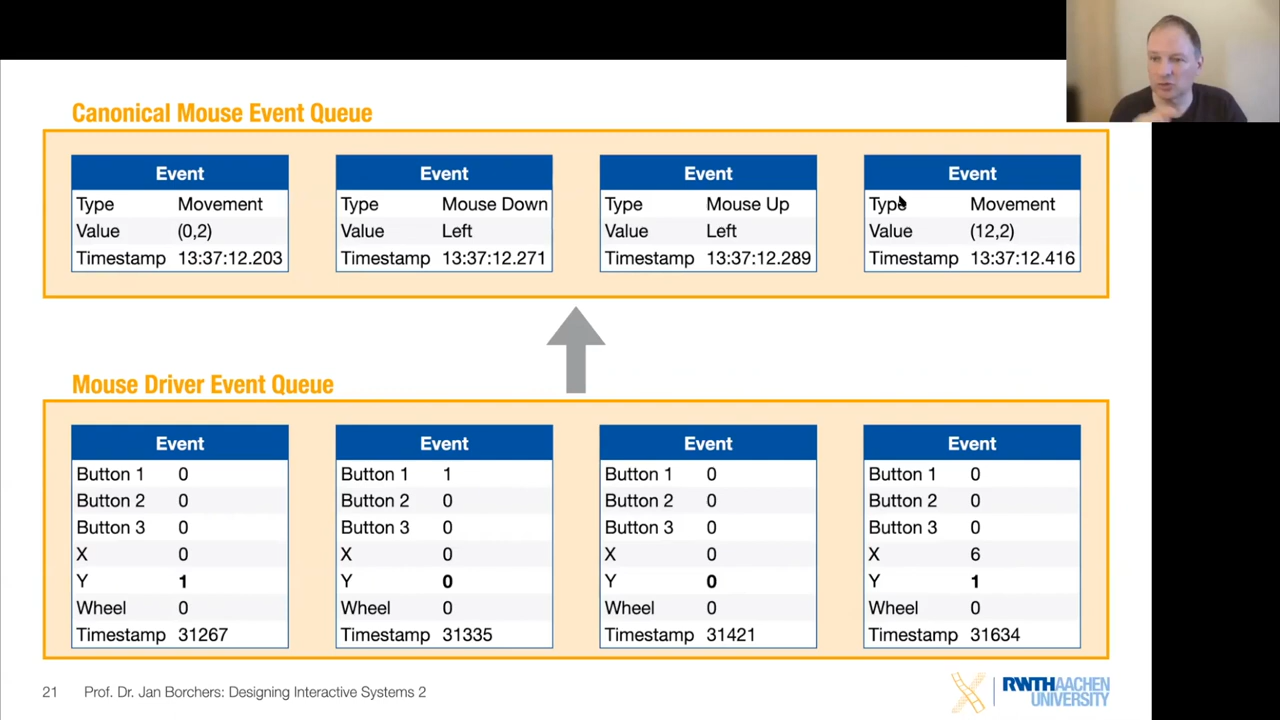 Canonical Mouse Event Queue
Event
Type Movement
Value (0,2)
Timestamp 13:37:12.203
Event
Type Mouse Down
Value Left
Timestamp 13:37:12.271
Event
Type Mouse Up
Value Left
Timestamp 13:37:12.289
Event
Type Movement
Value (12,2)
Timestamp 13:37:12.416
Mouse Driver Event Queue
Event
Button 1 0
Button 2 0
Button 3 0
X 0
Y 1
Wheel 0
Timestamp 31267
Event
Button 1 1
Button 2 0
Button 3 0
X 0
Y 0
Wheel 0
Timestamp 31335
Event
Button 1 0
Button 2 0
Button 3 0
X 0
Y 0
Wheel 0
Timestamp 31421
Event
Button 1 0
Button 2 0
Button 3 0
X 6
Y 1
Wheel 0
Timestamp 31634
21 Prof. Dr. Jan Borchers: Designing Interactive Systems 2
RWTHAACHEN
UNIVERSITY